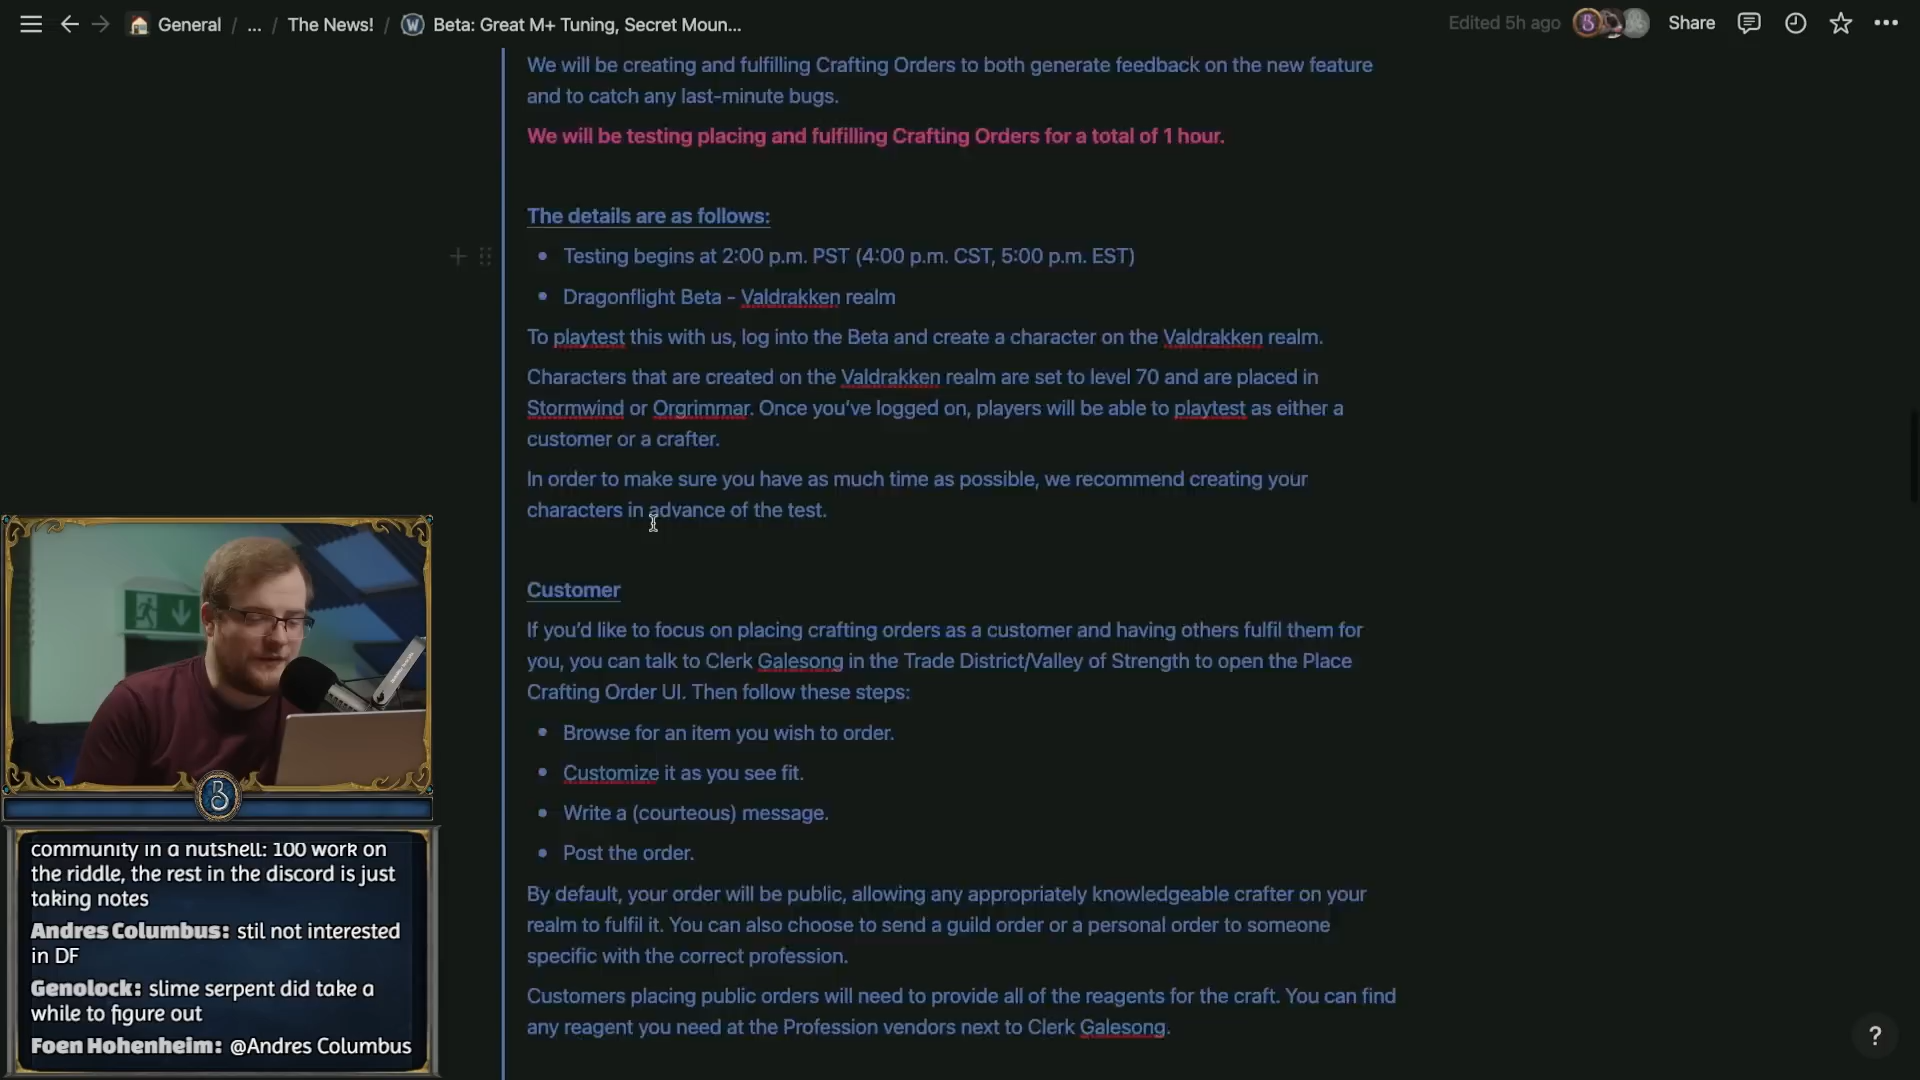 General / ... / The News! / Beta: Great M+ Tuning, Secret Moun...
Edited 5h ago
Share
We will be creating and fulfilling Crafting Orders to both generate feedback on the new feature
and to catch any last-minute bugs.
We will be testing placing and fulfilling Crafting Orders for a total of 1 hour.
The details are as follows:
• Testing begins at 2:00 p.m. PST (4:00 p.m. CST, 5:00 p.m. EST)
• Dragonflight Beta - Valdrakken realm
To playtest this with us, log into the Beta and create a character on the Valdrakken realm.
Characters that are created on the Valdrakken realm are set to level 70 and are placed in
Stormwind or Orgrimmar. Once you’ve logged on, players will be able to playtest as either a
customer or a crafter.
In order to make sure you have as much time as possible, we recommend creating your
characters in advance of the test.
Customer
If you’d like to focus on placing crafting orders as a customer and having others fulfil them for
you, you can talk to Clerk Galesong in the Trade District/Valley of Strength to open the Place
Crafting Order UI. Then follow these steps:
• Browse for an item you wish to order.
• Customize it as you see fit.
• Write a (courteous) message.
• Post the order.
By default, your order will be public, allowing any appropriately knowledgeable crafter on your
realm to fulfil it. You can also choose to send a guild order or a personal order to someone
specific with the correct profession.
Customers placing public orders will need to provide all of the reagents for the craft. You can find
any reagent you need at the Profession vendors next to Clerk Galesong.
B
community in a nutshell: 100 work on
the riddle, the rest in the discord is just
taking notes
Andres Columbus: stil not interested
in DF
Genolock: slime serpent did take a
while to figure out
Foen Hohenheim: @Andres Columbus
?